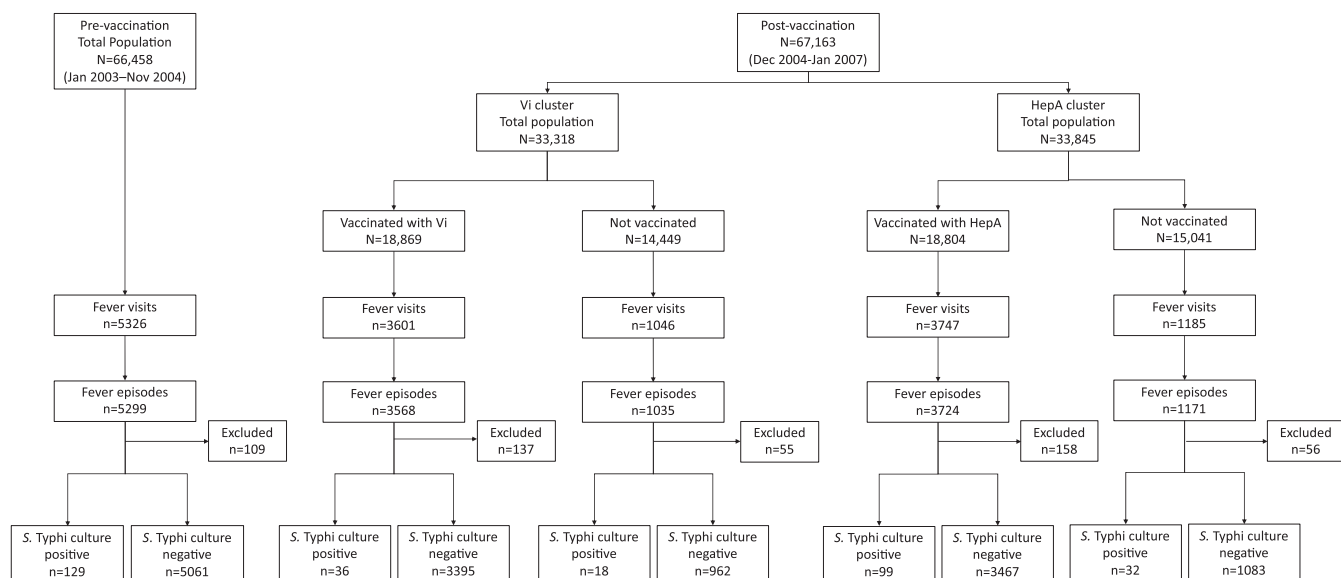 Pre-vaccination
Total Population
N=66,458
(Jan 2003–Nov 2004)
Post-vaccination
N=67,163
(Dec 2004-Jan 2007)
Vi cluster
Total population
N=33,318
HepA cluster
Total population
N=33,845
Vaccinated with Vi
N=18,869
Not vaccinated
N=14,449
Vaccinated with HepA
N=18,804
Not vaccinated
N=15,041
Fever visits
n=5326
Fever visits
n=3601
Fever visits
n=1046
Fever visits
n=3747
Fever visits
n=1185
Fever episodes
n=5299
Fever episodes
n=3568
Fever episodes
n=1035
Fever episodes
n=3724
Fever episodes
n=1171
Excluded
n=109
Excluded
n=137
Excluded
n=55
Excluded
n=158
Excluded
n=56
S. Typhi culture
positive
n=129
S. Typhi culture
negative
n=5061
S. Typhi culture
positive
n=36
S. Typhi culture
negative
n=3395
S. Typhi culture
positive
n=18
S. Typhi culture
negative
n=962
S. Typhi culture
positive
n=99
S. Typhi culture
negative
n=3467
S. Typhi culture
positive
n=32
S. Typhi culture
negative
n=1083